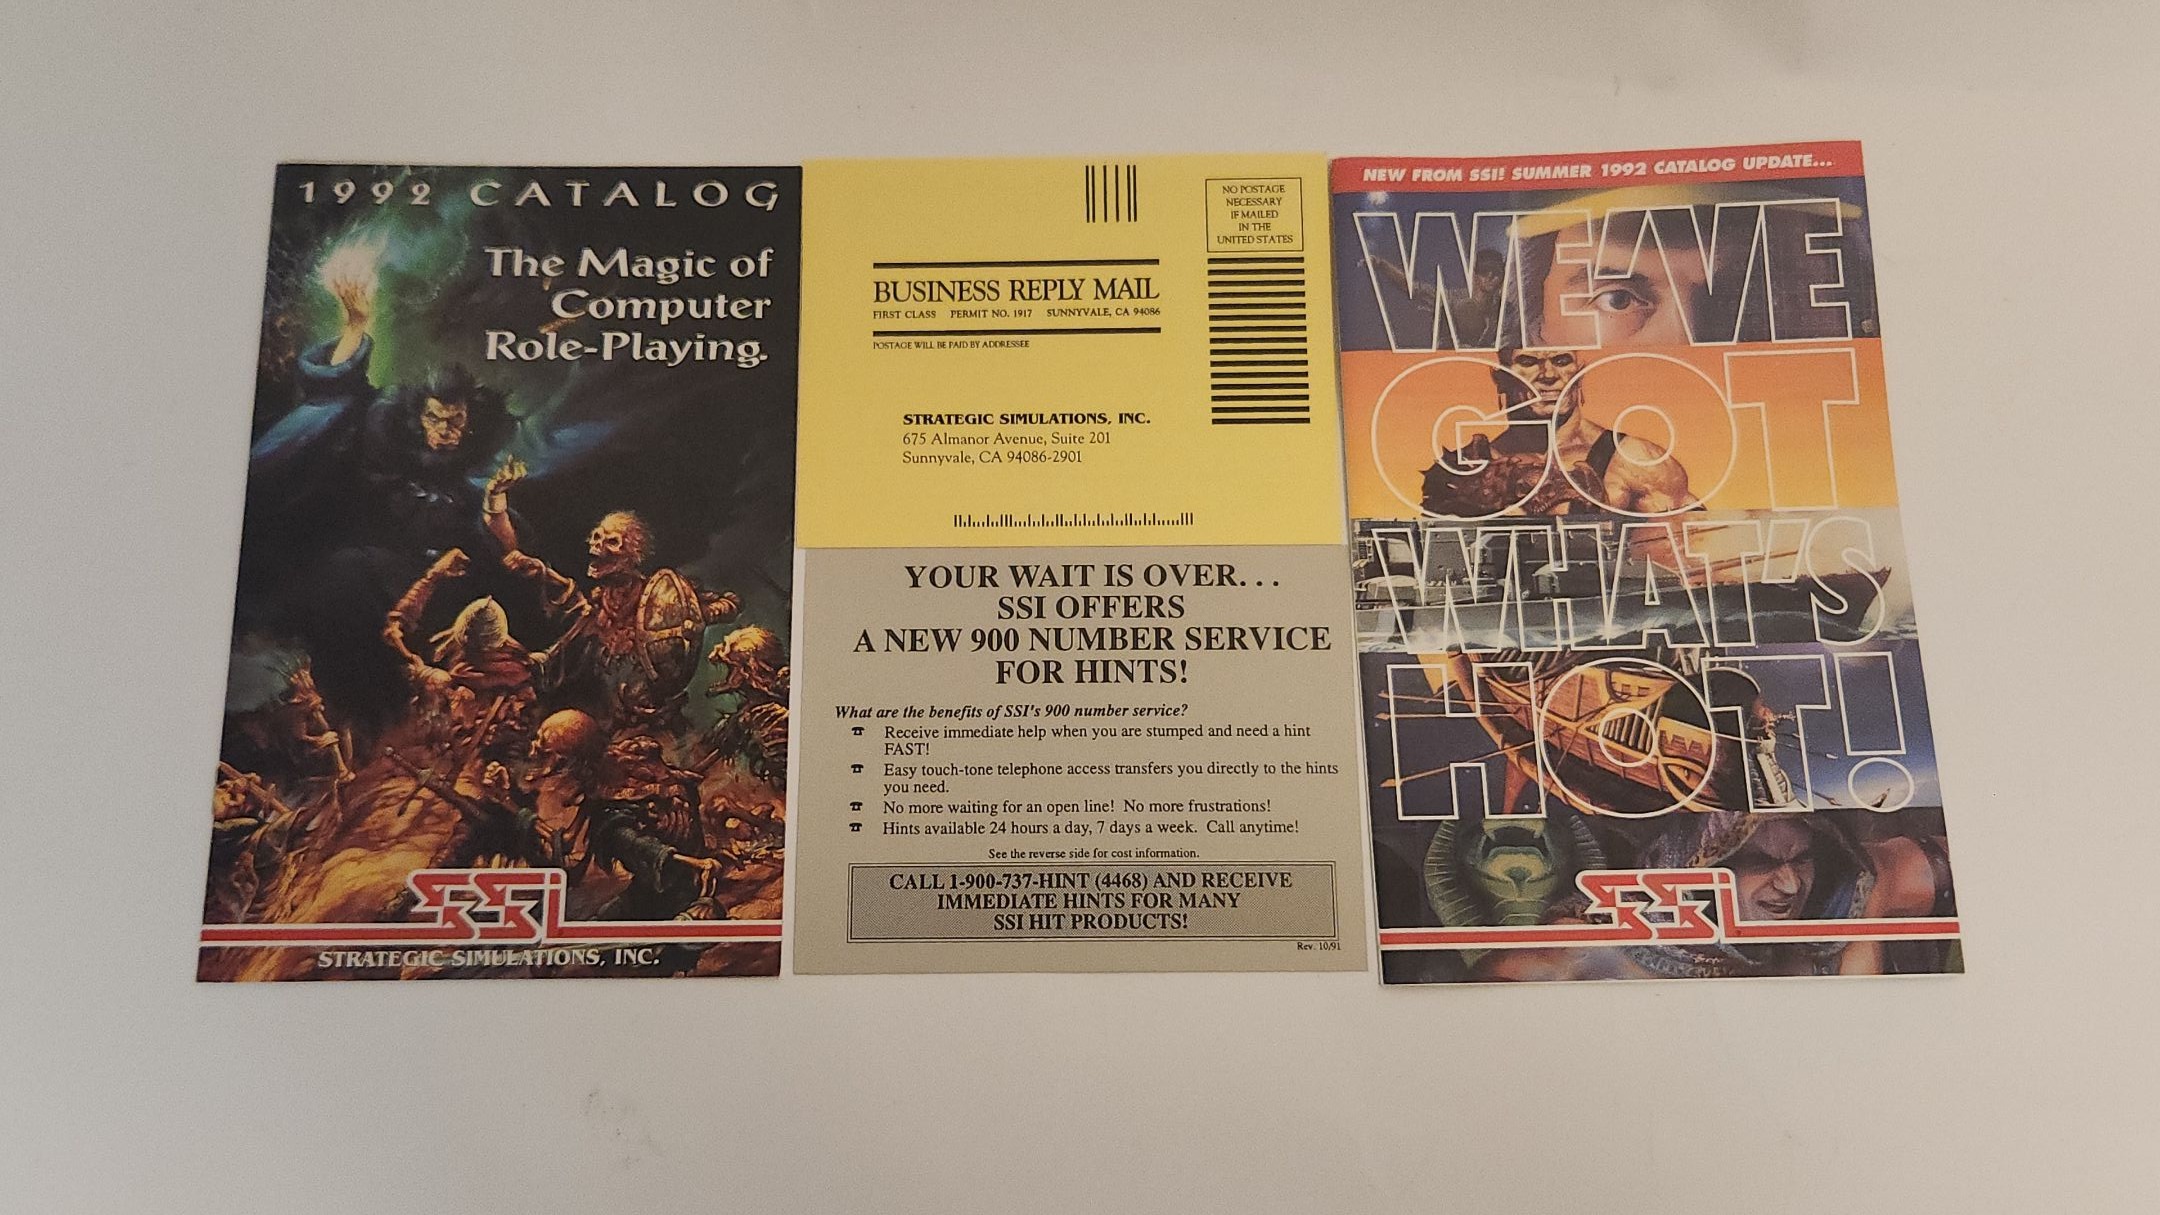 1992 CATALOG
The Magic of
Computer
Role-Playing.
SSi
STRATEGIC SIMULATIONS, INC.
NO POSTAGE
NECESSARY
IF MAILED
IN THE
UNITED STATES
BUSINESS REPLY MAIL
FIRST CLASS PERMIT NO. 1917 SUNNYVALE, CA 94086
POSTAGE WILL BE PAID BY ADDRESSEE
STRATEGIC SIMULATIONS, INC.
675 Almanor Avenue, Suite 201
Sunnyvale, CA 94086-2901
YOUR WAIT IS OVER. . .
SSI OFFERS
A NEW 900 NUMBER SERVICE
FOR HINTS!
What are the benefits of SSI's 900 number service?
☎ Receive immediate help when you are stumped and need a hint
FAST!
☎ Easy touch-tone telephone access transfers you directly to the hints
you need.
☎ No more waiting for an open line! No more frustrations!
☎ Hints available 24 hours a day, 7 days a week. Call anytime!
See the reverse side for cost information.
CALL 1-900-737-HINT (4468) AND RECEIVE
IMMEDIATE HINTS FOR MANY
SSI HIT PRODUCTS!
Rev. 10/91
NEW FROM SSI! SUMMER 1992 CATALOG UPDATE...
WE'VE
GOT
WHAT'S
HOT!
SSi